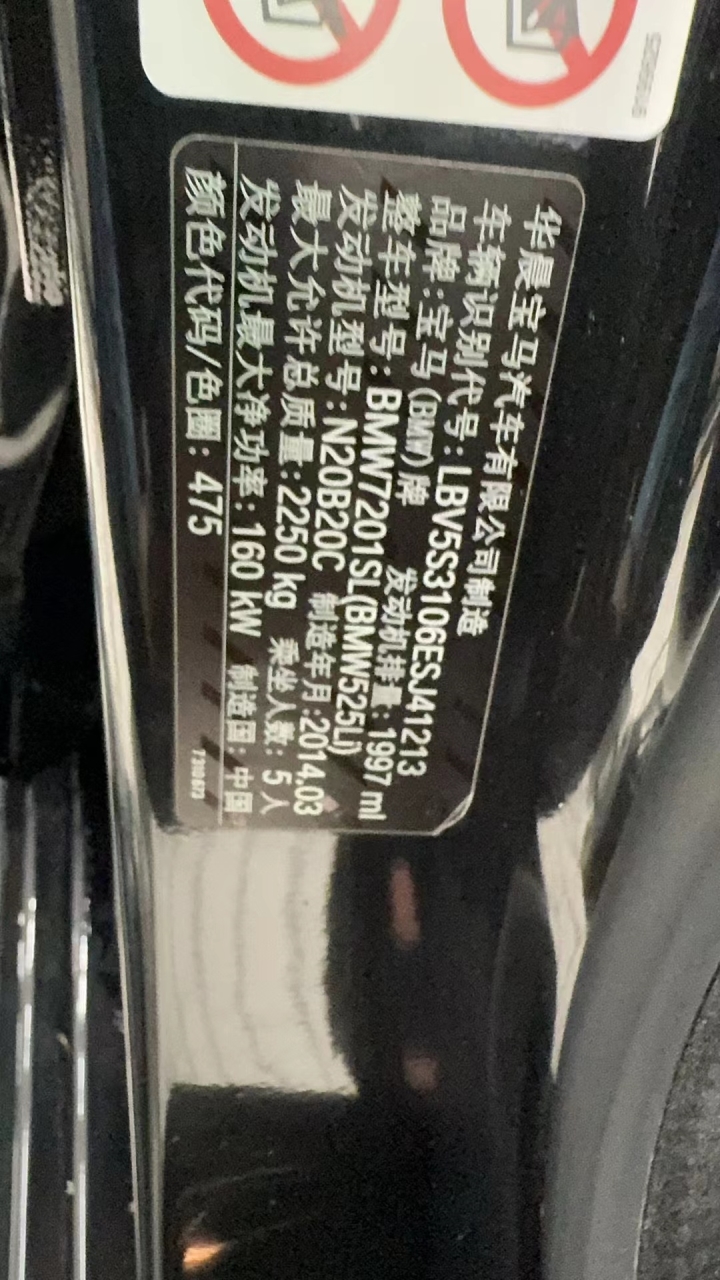 华晨宝马汽车有限公司制造
车辆识别代号: LBV5S3106ESJ41213
品牌: 宝马 (BMW) 牌 发动机排量: 1997 ml
整车型号: BMW7201SL(BMW525Li)
发动机型号: N20B20C 制造年月: 2014.03
最大允许总质量: 2250 kg 乘坐人数: 5 人
发动机最大净功率: 160 kW 制造国: 中国
颜色代码/色圈: 475